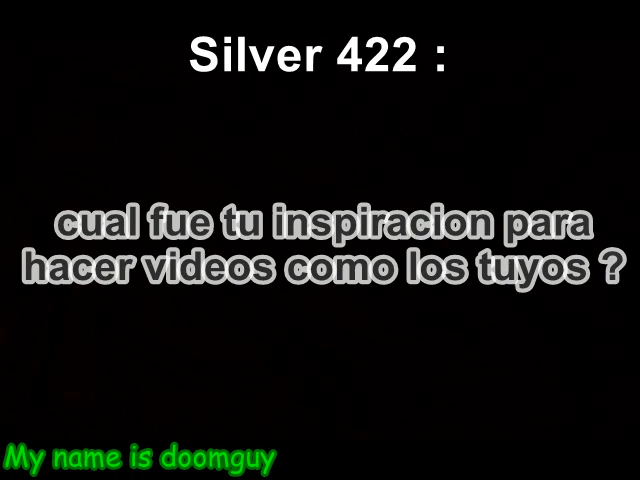 Silver 422 :
cual fue tu inspiracion para
hacer videos como los tuyos ?
My name is doomguy